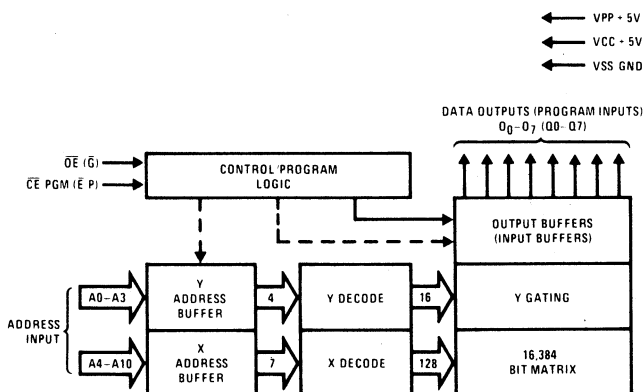 VPP + 5V
VCC + 5V
VSS GND
DATA OUTPUTS (PROGRAM INPUTS)
O0–O7 (Q0–Q7)
OE (G)
CE PGM (E P)
CONTROL/PROGRAM
LOGIC
OUTPUT BUFFERS
(INPUT BUFFERS)
ADDRESS
INPUT
A0–A3
Y
ADDRESS
BUFFER
4
Y DECODE
16
Y GATING
A4–A10
X
ADDRESS
BUFFER
7
X DECODE
128
16,384
BIT MATRIX